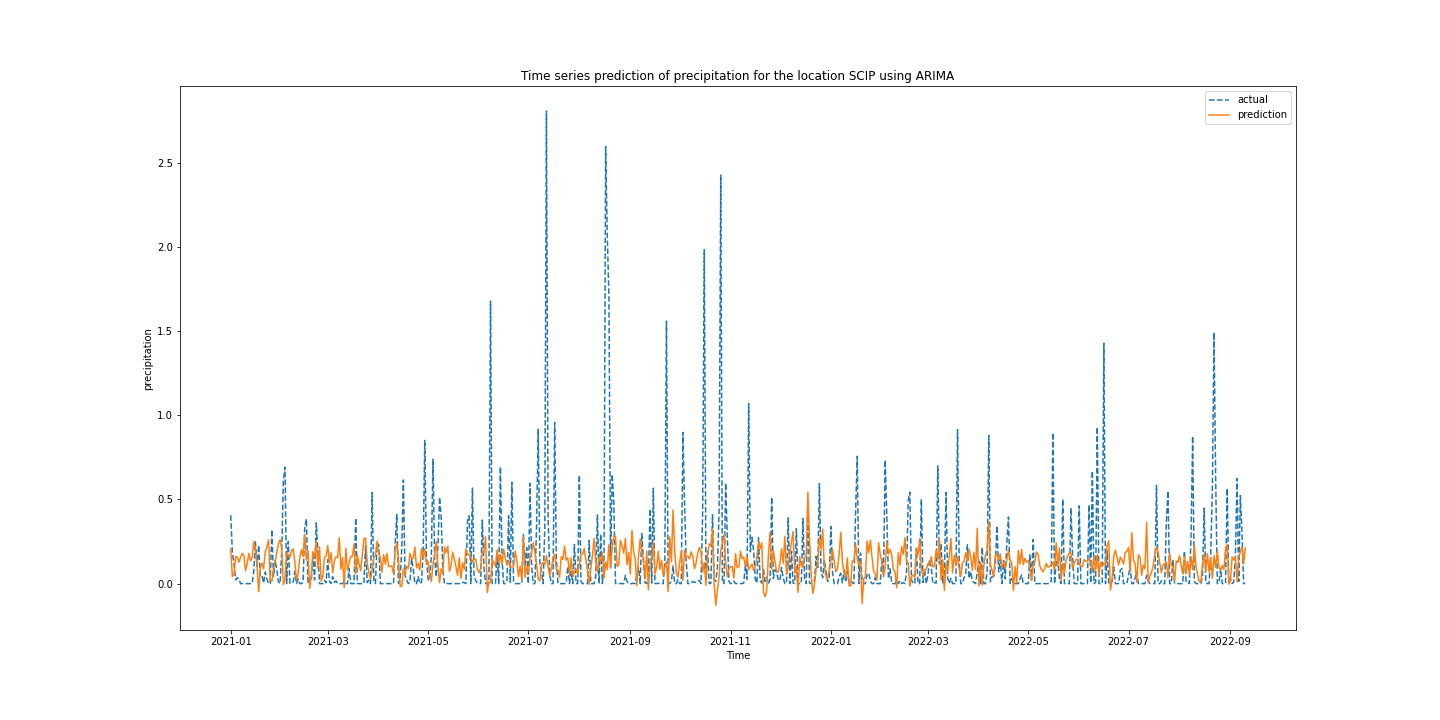 Time series prediction of precipitation for the location SCIP using ARIMA
actual
prediction
2.5
2.0
1.5
1.0
0.5
0.0
precipitation
2021-01 2021-03 2021-05 2021-07 2021-09 2021-11 2022-01 2022-03 2022-05 2022-07 2022-09
Time